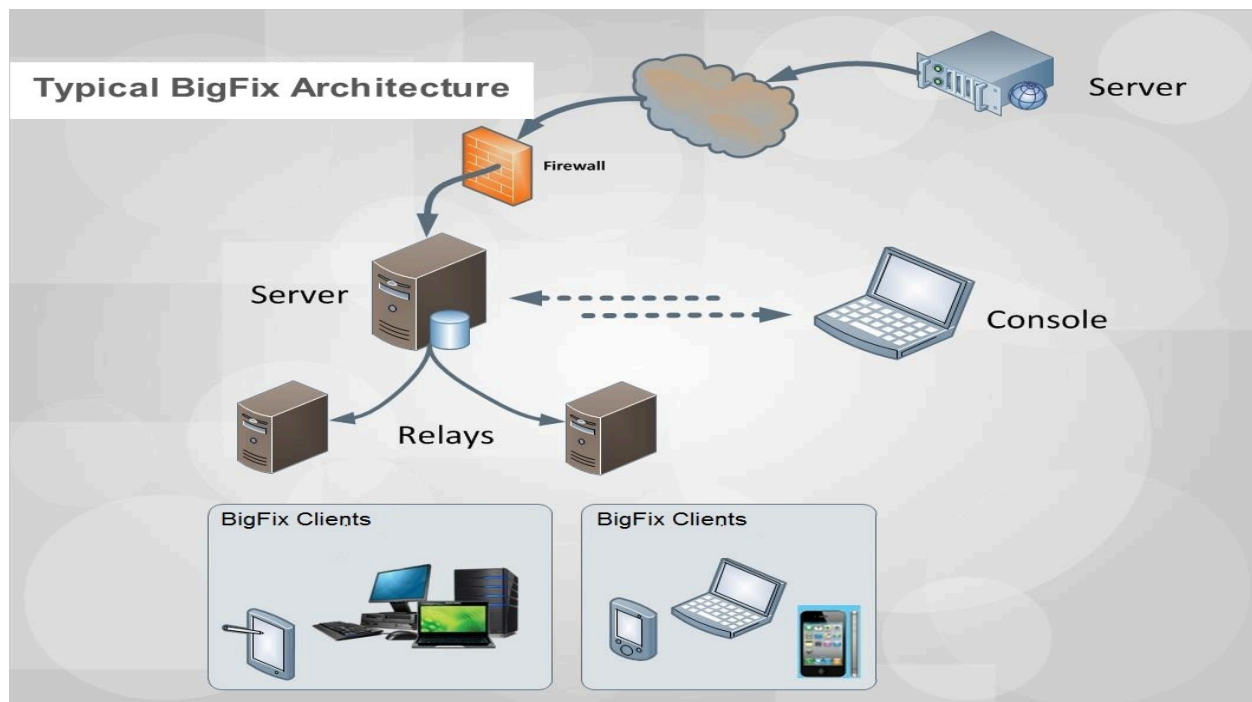 Typical BigFix Architecture
Server
Firewall
Server
Console
Relays
BigFix Clients
BigFix Clients